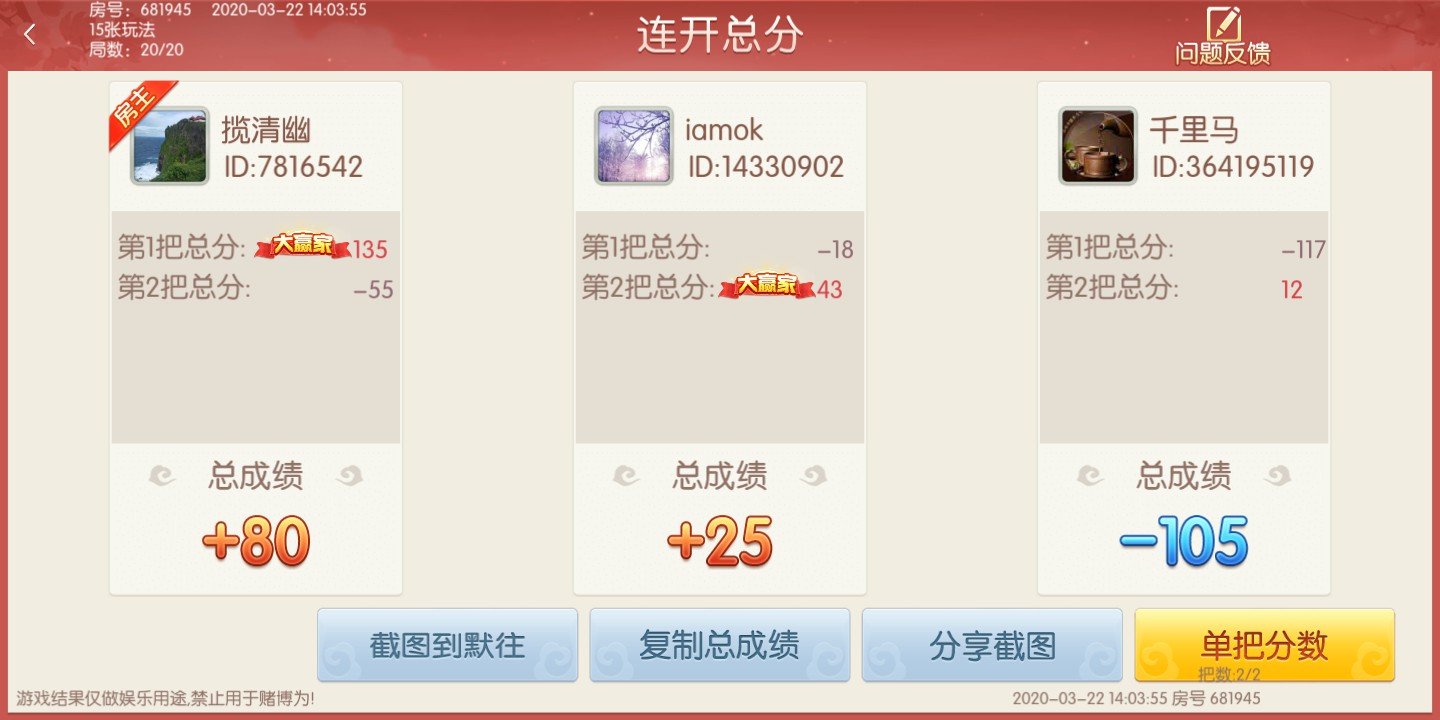 房号: 681945 2020-03-22 14:03:55
15张玩法
局数: 20/20
连开总分
问题反馈
房主
揽清幽
ID:7816542
第1把总分: 大赢家 135
第2把总分: -55
总成绩
+80
iamok
ID:14330902
第1把总分: -18
第2把总分: 大赢家 43
总成绩
+25
千里马
ID:364195119
第1把总分: -117
第2把总分: 12
总成绩
-105
截图到默往
复制总成绩
分享截图
单把分数
把数:2/2
游戏结果仅做娱乐用途,禁止用于赌博为!
2020-03-22 14:03:55 房号 681945